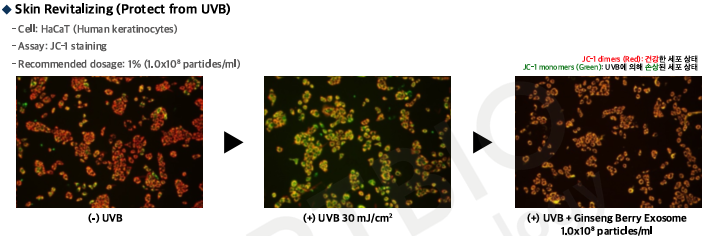 ◆ Skin Revitalizing (Protect from UVB)
- Cell: HaCaT (Human keratinocytes)
- Assay: JC-1 staining
- Recommended dosage: 1% (1.0x10⁸ particles/ml)
JC-1 dimers (Red): 건강한 세포 상태
JC-1 monomers (Green): UVB에 의해 손상된 세포 상태
(-) UVB
(+) UVB 30 mJ/cm²
(+) UVB + Ginseng Berry Exosome
1.0x10⁸ particles/ml